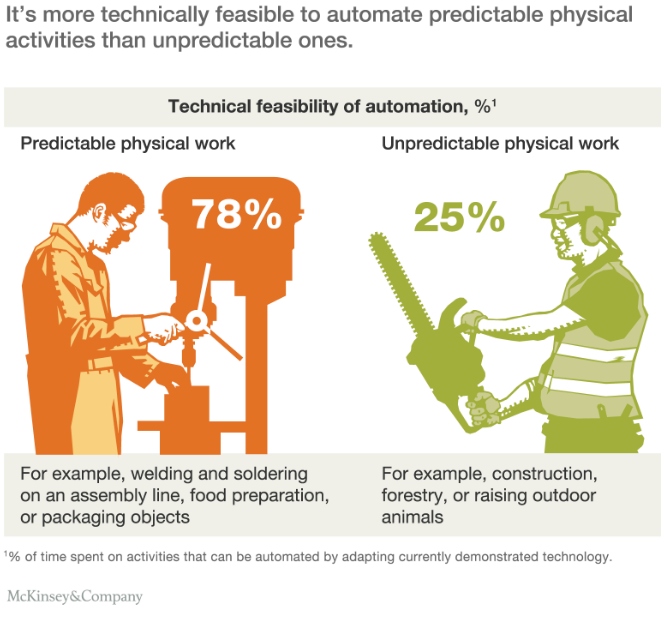 It's more technically feasible to automate predictable physical
activities than unpredictable ones.
Technical feasibility of automation, %¹
Predictable physical work
78%
For example, welding and soldering
on an assembly line, food preparation,
or packaging objects
Unpredictable physical work
25%
For example, construction,
forestry, or raising outdoor
animals
¹% of time spent on activities that can be automated by adapting currently demonstrated technology.
McKinsey&Company